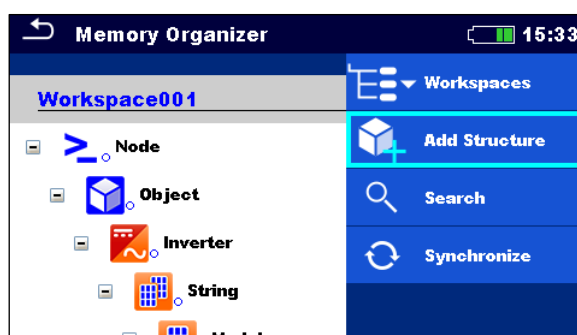 Memory Organizer 15:33
Workspaces
Workspace001
Add Structure
Node
Object
Search
Inverter
Synchronize
String